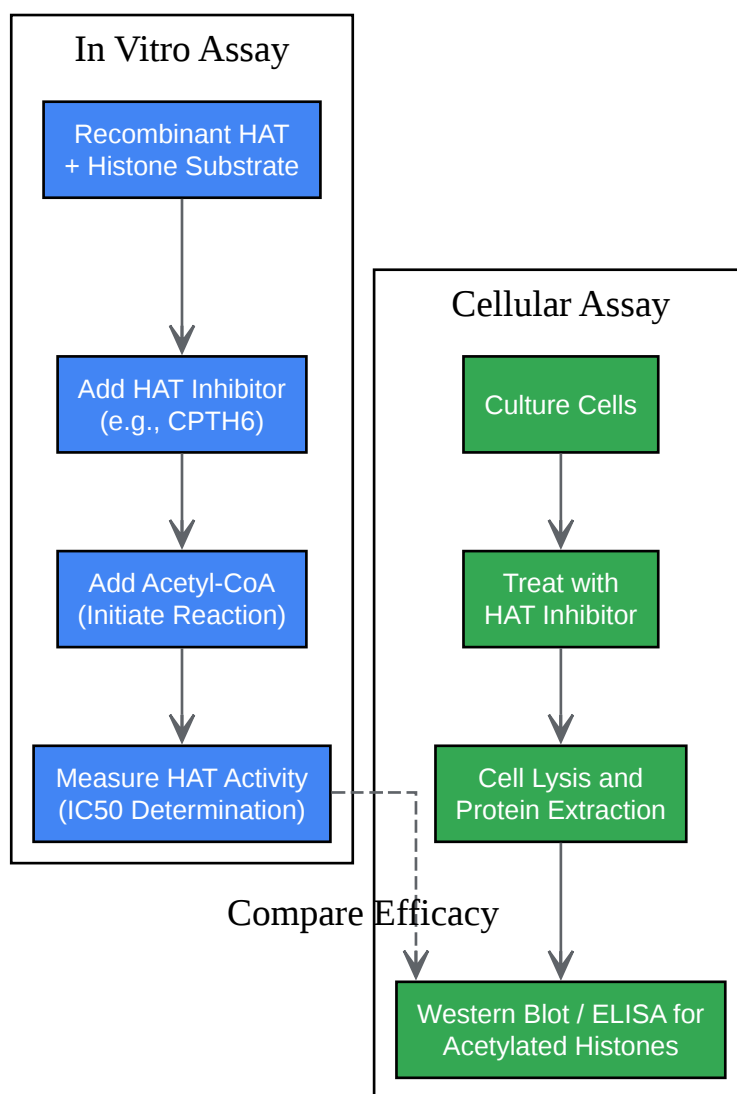 In Vitro Assay
Recombinant HAT
+ Histone Substrate
Add HAT Inhibitor
(e.g., CPTH6)
Add Acetyl-CoA
(Initiate Reaction)
Measure HAT Activity
(IC50 Determination)
Compare Efficacy
Cellular Assay
Culture Cells
Treat with
HAT Inhibitor
Cell Lysis and
Protein Extraction
Western Blot / ELISA for
Acetylated Histones